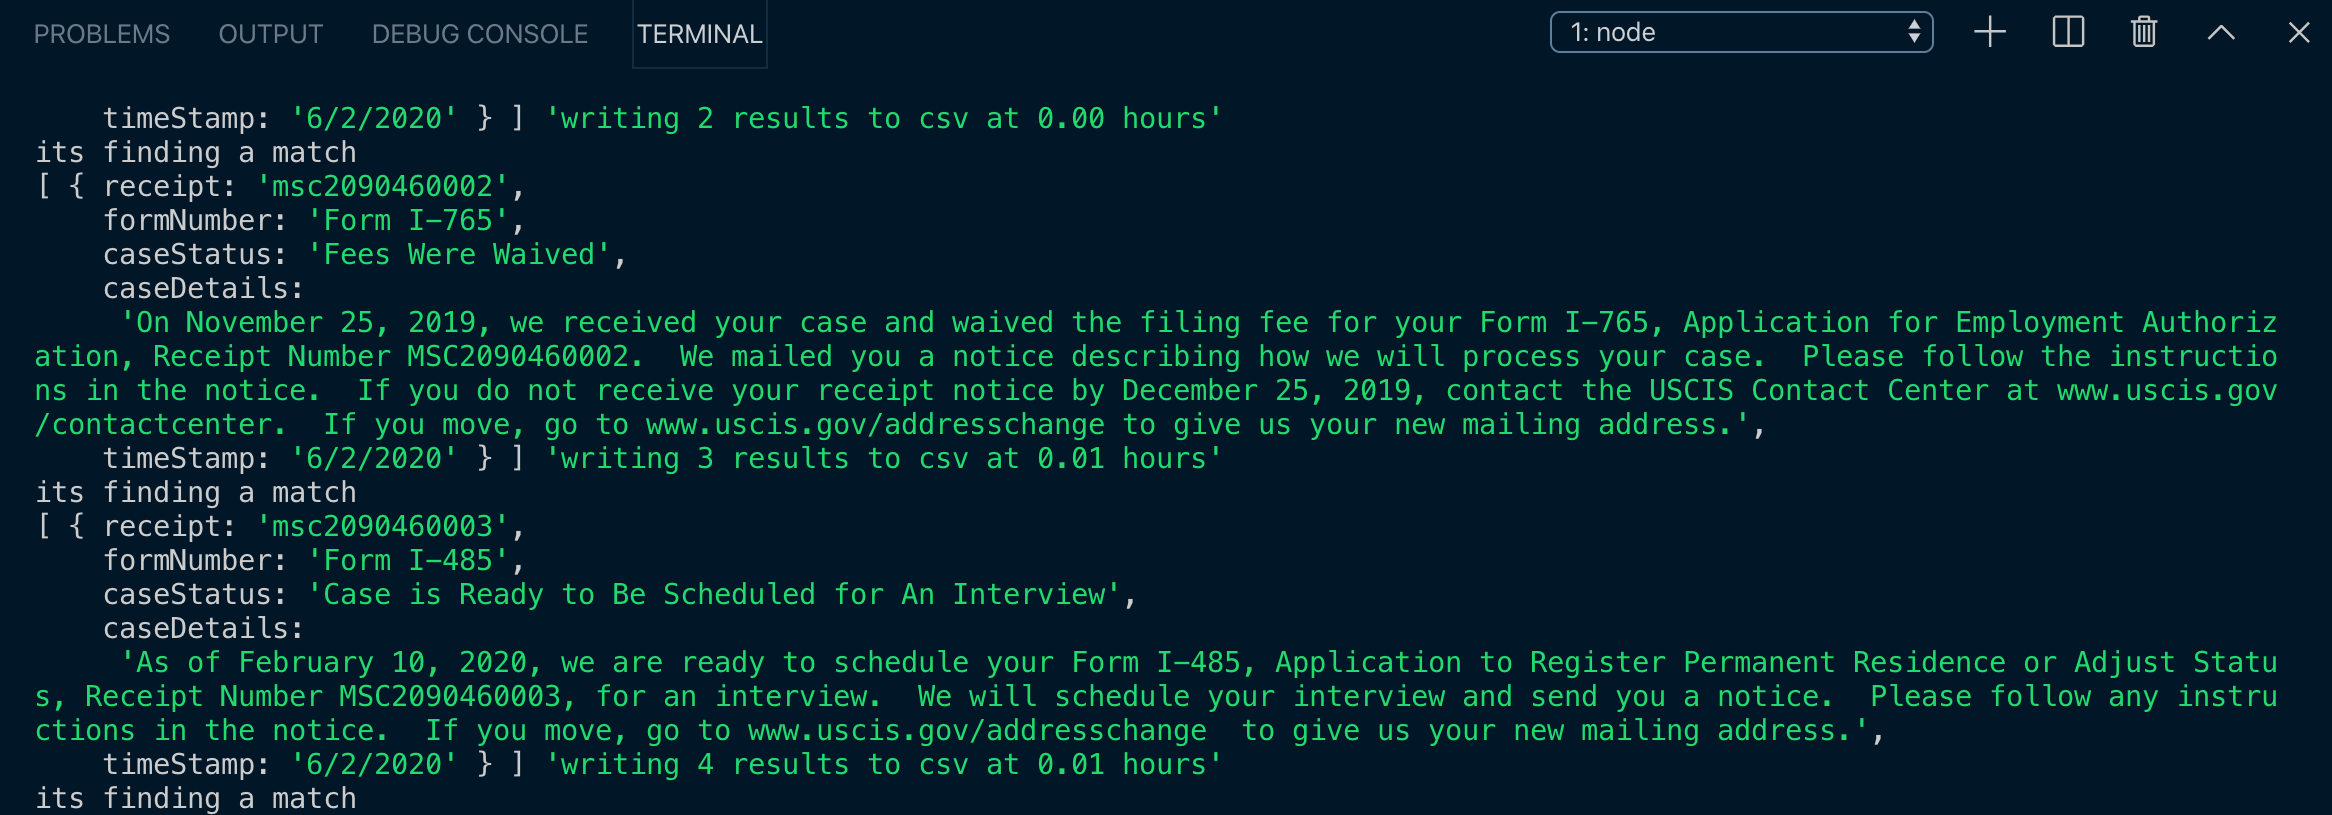 PROBLEMS OUTPUT DEBUG CONSOLE TERMINAL 1: node
timeStamp: '6/2/2020' } ] 'writing 2 results to csv at 0.00 hours'
its finding a match
[ { receipt: 'msc2090460002',
formNumber: 'Form I-765',
caseStatus: 'Fees Were Waived',
caseDetails:
'On November 25, 2019, we received your case and waived the filing fee for your Form I-765, Application for Employment Authoriz
ation, Receipt Number MSC2090460002.  We mailed you a notice describing how we will process your case.  Please follow the instructio
ns in the notice.  If you do not receive your receipt notice by December 25, 2019, contact the USCIS Contact Center at www.uscis.gov
/contactcenter.  If you move, go to www.uscis.gov/addresschange to give us your new mailing address.',
timeStamp: '6/2/2020' } ] 'writing 3 results to csv at 0.01 hours'
its finding a match
[ { receipt: 'msc2090460003',
formNumber: 'Form I-485',
caseStatus: 'Case is Ready to Be Scheduled for An Interview',
caseDetails:
'As of February 10, 2020, we are ready to schedule your Form I-485, Application to Register Permanent Residence or Adjust Statu
s, Receipt Number MSC2090460003, for an interview.  We will schedule your interview and send you a notice.  Please follow any instru
ctions in the notice.  If you move, go to www.uscis.gov/addresschange  to give us your new mailing address.',
timeStamp: '6/2/2020' } ] 'writing 4 results to csv at 0.01 hours'
its finding a match